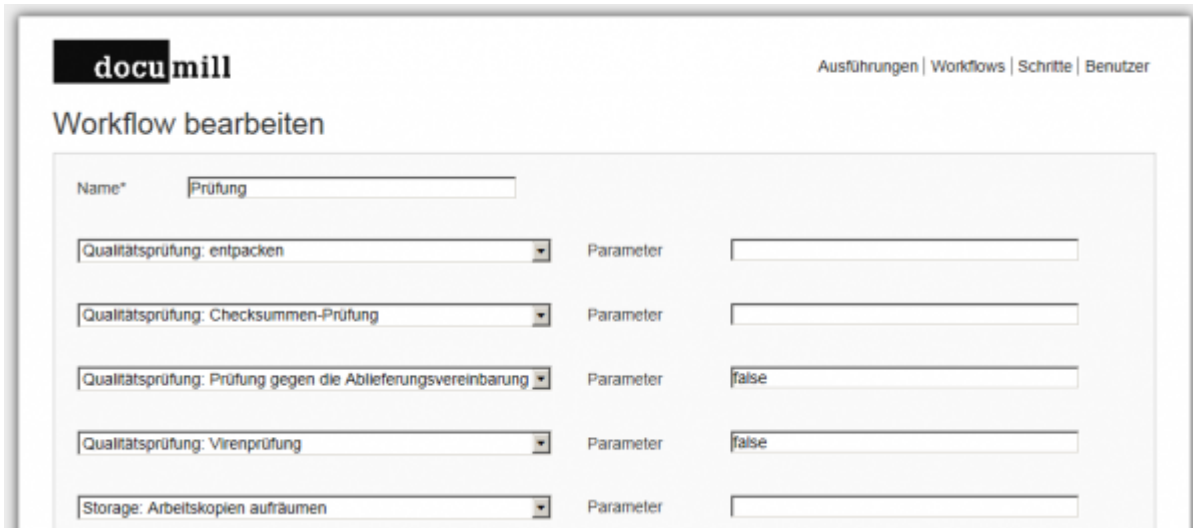 documill
Ausführungen | Workflows | Schritte | Benutzer
Workflow bearbeiten
Name* Prüfung
Qualitätsprüfung: entpacken Parameter
Qualitätsprüfung: Checksummen-Prüfung Parameter
Qualitätsprüfung: Prüfung gegen die Ablieferungsvereinbarung Parameter false
Qualitätsprüfung: Virenprüfung Parameter false
Storage: Arbeitskopien aufräumen Parameter